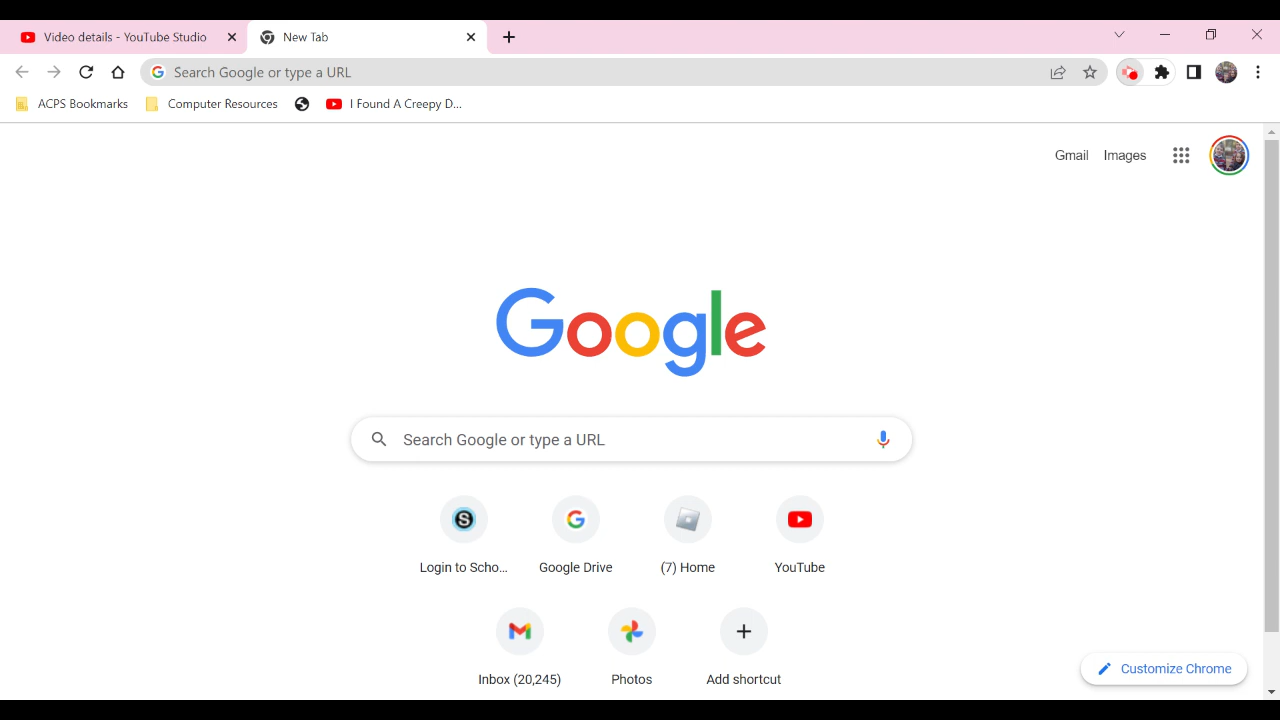 Video details - YouTube Studio
New Tab
Search Google or type a URL
ACPS Bookmarks
Computer Resources
I Found A Creepy D...
Gmail
Images
Google
Search Google or type a URL
Login to Scho...
Google Drive
(7) Home
YouTube
Inbox (20,245)
Photos
Add shortcut
Customize Chrome